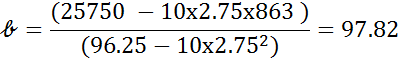 𝒷 = (25750 − 10x2.75x863 ) / (96.25 − 10x2.75²) = 97.82